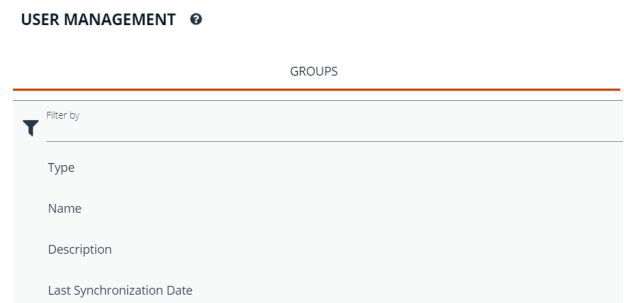 USER MANAGEMENT
GROUPS
Filter by
Type
Name
Description
Last Synchronization Date